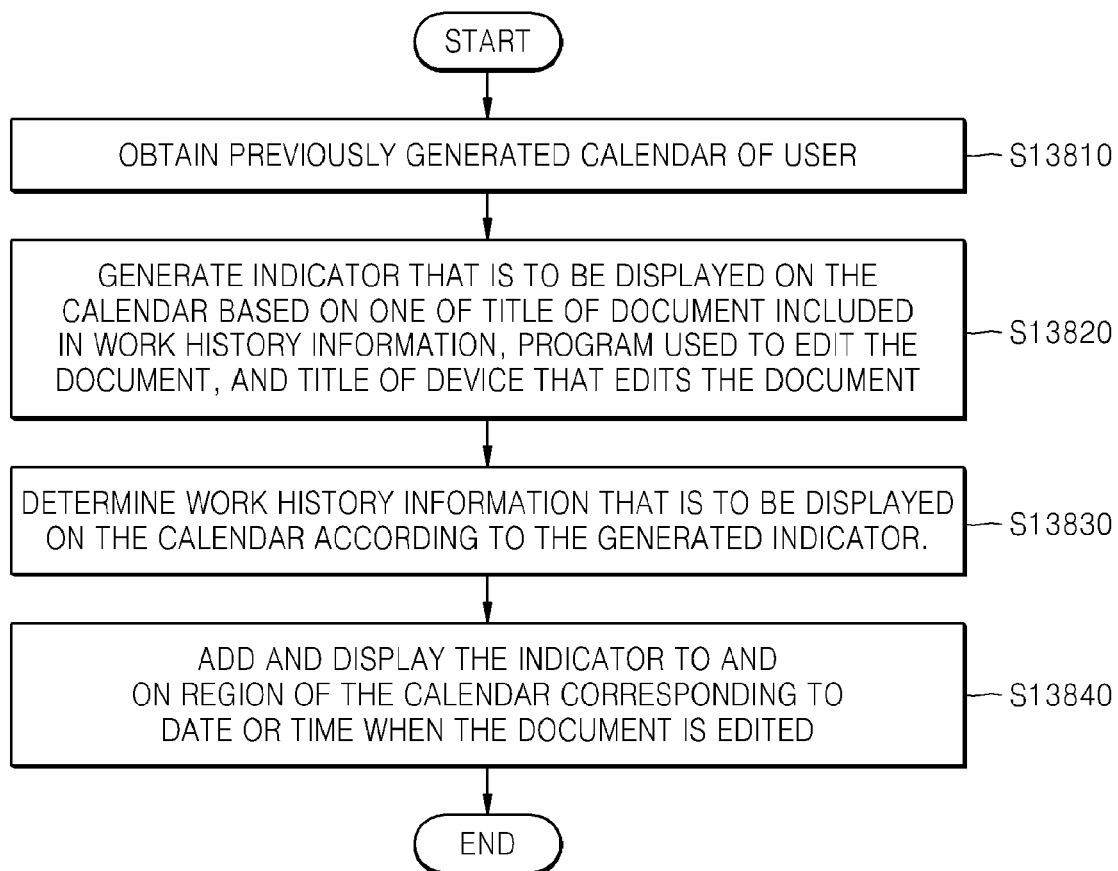 START
OBTAIN PREVIOUSLY GENERATED CALENDAR OF USER
S13810
GENERATE INDICATOR THAT IS TO BE DISPLAYED ON THE
CALENDAR BASED ON ONE OF TITLE OF DOCUMENT INCLUDED
IN WORK HISTORY INFORMATION, PROGRAM USED TO EDIT THE
DOCUMENT, AND TITLE OF DEVICE THAT EDITS THE DOCUMENT
S13820
DETERMINE WORK HISTORY INFORMATION THAT IS TO BE DISPLAYED
ON THE CALENDAR ACCORDING TO THE GENERATED INDICATOR.
S13830
ADD AND DISPLAY THE INDICATOR TO AND
ON REGION OF THE CALENDAR CORRESPONDING TO
DATE OR TIME WHEN THE DOCUMENT IS EDITED
S13840
END